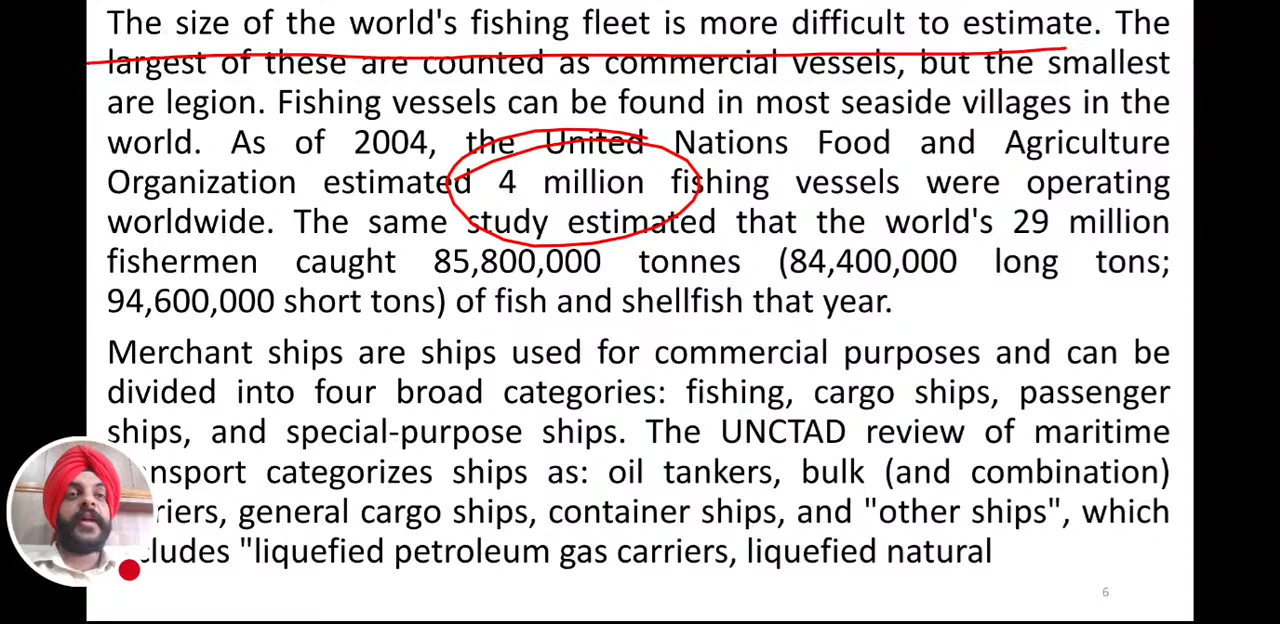 The size of the world's fishing fleet is more difficult to estimate. The
largest of these are counted as commercial vessels, but the smallest
are legion. Fishing vessels can be found in most seaside villages in the
world. As of 2004, the United Nations Food and Agriculture
Organization estimated 4 million fishing vessels were operating
worldwide. The same study estimated that the world's 29 million
fishermen caught 85,800,000 tonnes (84,400,000 long tons;
94,600,000 short tons) of fish and shellfish that year.
Merchant ships are ships used for commercial purposes and can be
divided into four broad categories: fishing, cargo ships, passenger
ships, and special-purpose ships. The UNCTAD review of maritime
nsport categorizes ships as: oil tankers, bulk (and combination)
riers, general cargo ships, container ships, and "other ships", which
cludes "liquefied petroleum gas carriers, liquefied natural
6